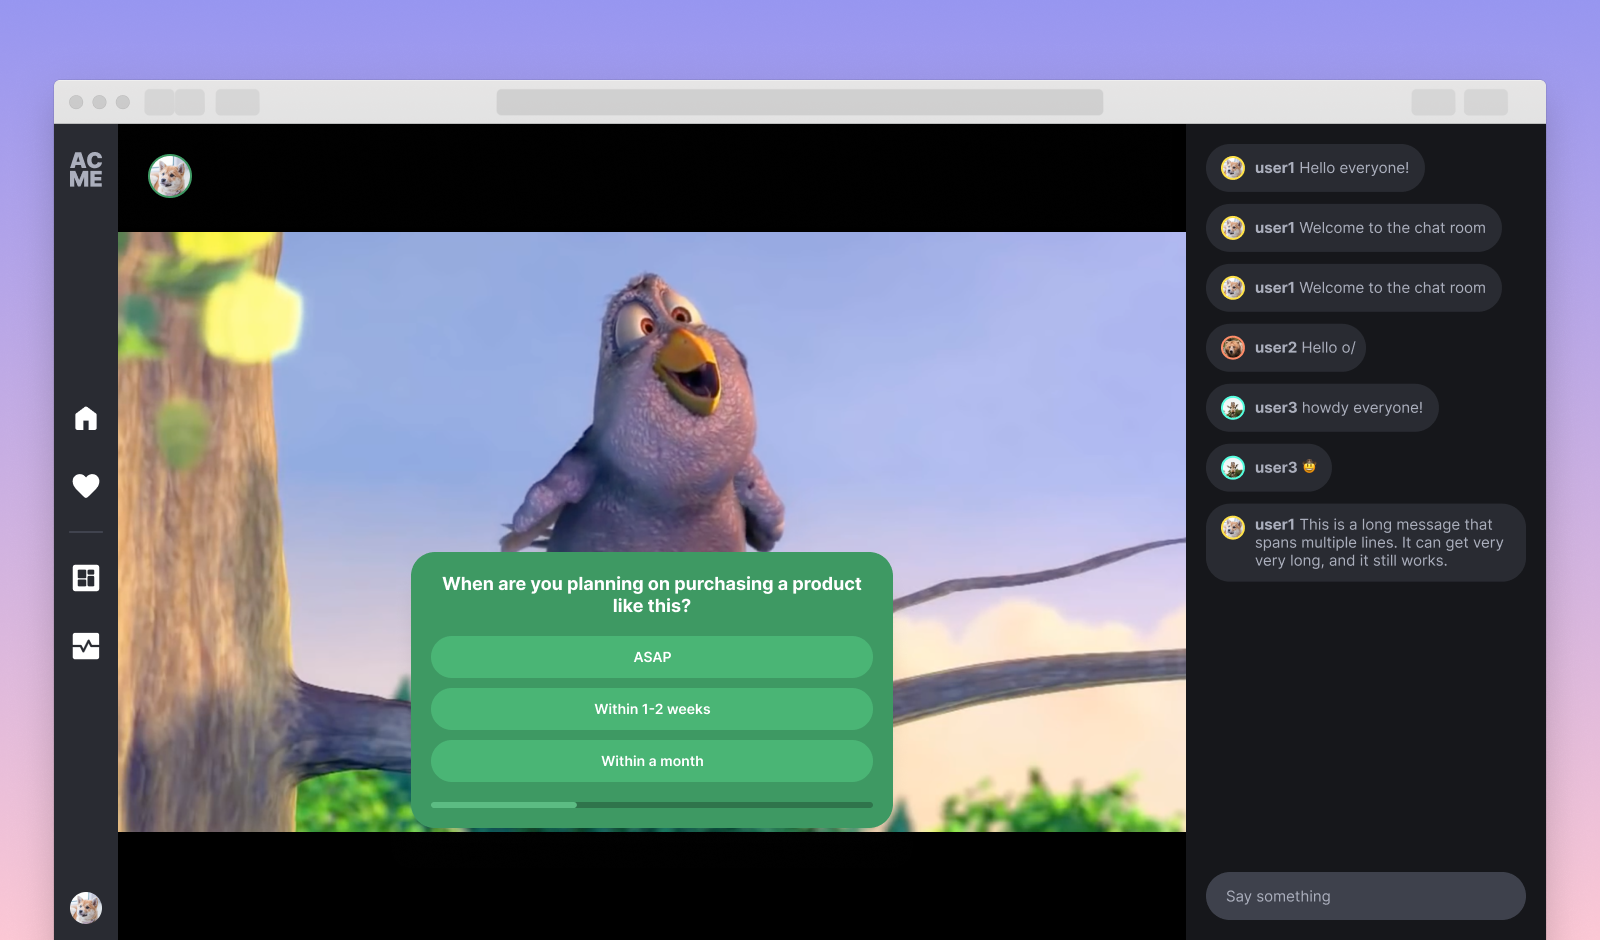 AC
ME
When are you planning on purchasing a product
like this?
ASAP
Within 1-2 weeks
Within a month
user1 Hello everyone!
user1 Welcome to the chat room
user1 Welcome to the chat room
user2 Hello o/
user3 howdy everyone!
user3 🤠
user1 This is a long message that
spans multiple lines. It can get very
very long, and it still works.
Say something